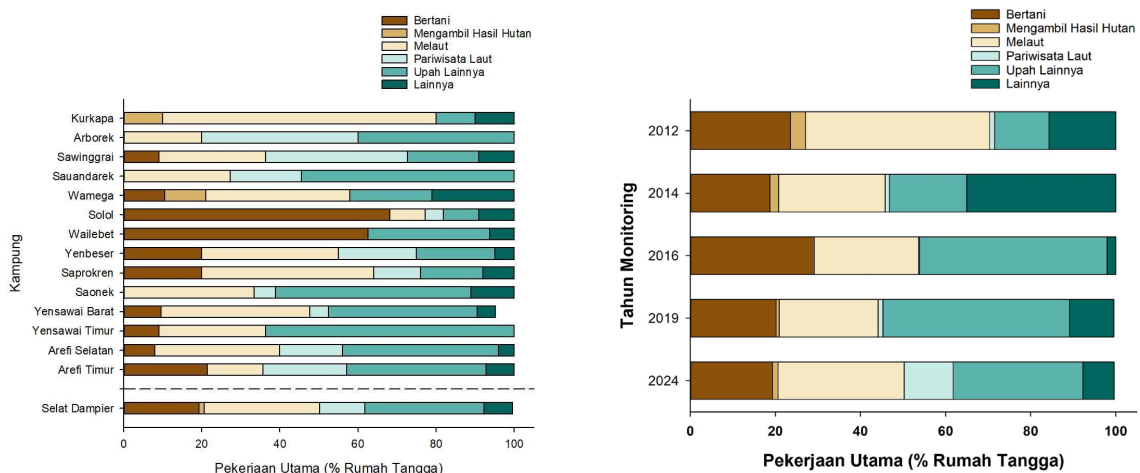 Bertani
Mengambil Hasil Hutan
Melaut
Pariwisata Laut
Upah Lainnya
Lainnya
Kampung
Kurkapa
Arborek
Sawinggrai
Sauandarek
Wamega
Solol
Wailebet
Yenbeser
Saprokren
Saonek
Yensawai Barat
Yensawai Timur
Arefi Selatan
Arefi Timur
Selat Dampier
0 20 40 60 80 100
Pekerjaan Utama (% Rumah Tangga)
Bertani
Mengambil Hasil Hutan
Melaut
Pariwisata Laut
Upah Lainnya
Lainnya
Tahun Monitoring
2012
2014
2016
2019
2024
0 20 40 60 80 100
Pekerjaan Utama (% Rumah Tangga)